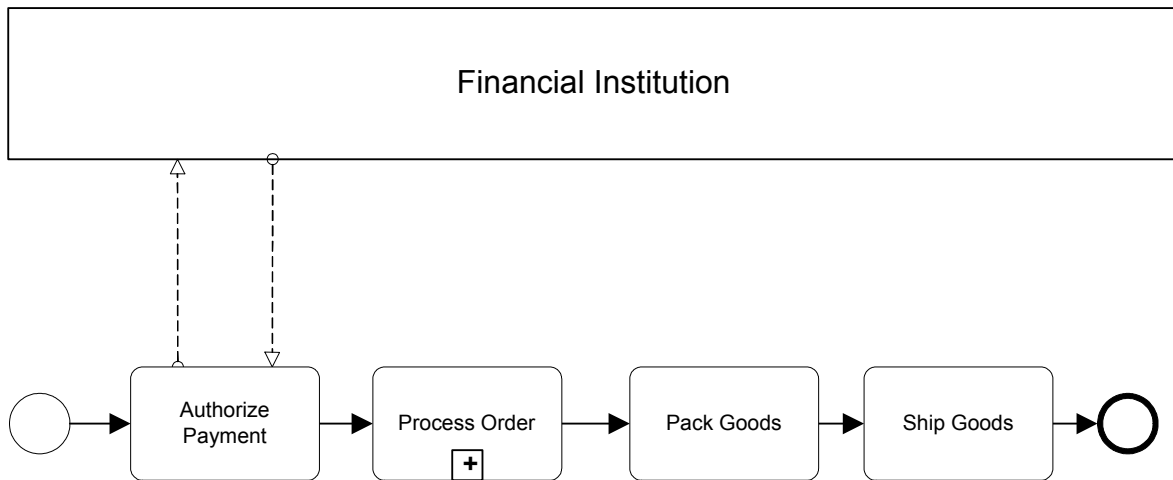 Financial Institution
Authorize
Payment
Process Order
Pack Goods
Ship Goods